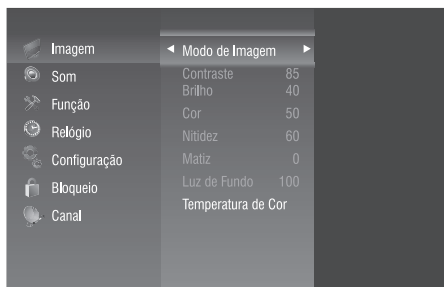 Imagem
Som
Função
Relógio
Configuração
Bloqueio
Canal
Modo de Imagem
Contraste 85
Brilho 40
Cor 50
Nitidez 60
Matiz 0
Luz de Fundo 100
Temperatura de Cor